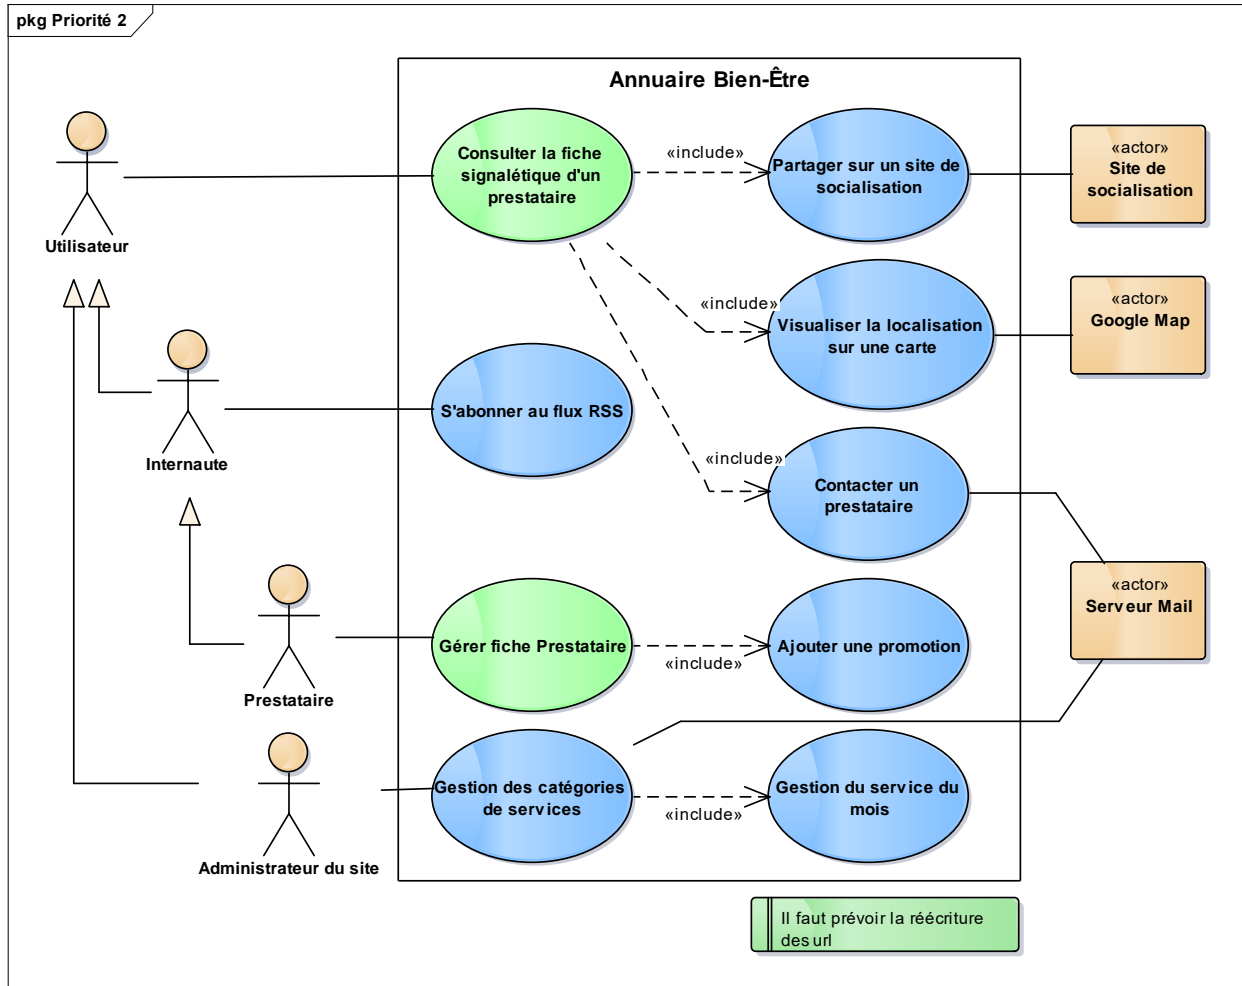 pkg Priorité 2
Annuaire Bien-Être
Utilisateur
Consulter la fiche
signalétique d'un
prestataire
«include»
Partager sur un site de
socialisation
«actor»
Site de
socialisation
«include»
Visualiser la localisation
sur une carte
«actor»
Google Map
Internaute
S'abonner au flux RSS
«include»
Contacter un
prestataire
«actor»
Serveur Mail
Prestataire
Gérer fiche Prestataire
«include»
Ajouter une promotion
Administrateur du site
Gestion des catégories
de services
«include»
Gestion du service du
mois
Il faut prévoir la réécriture
des url